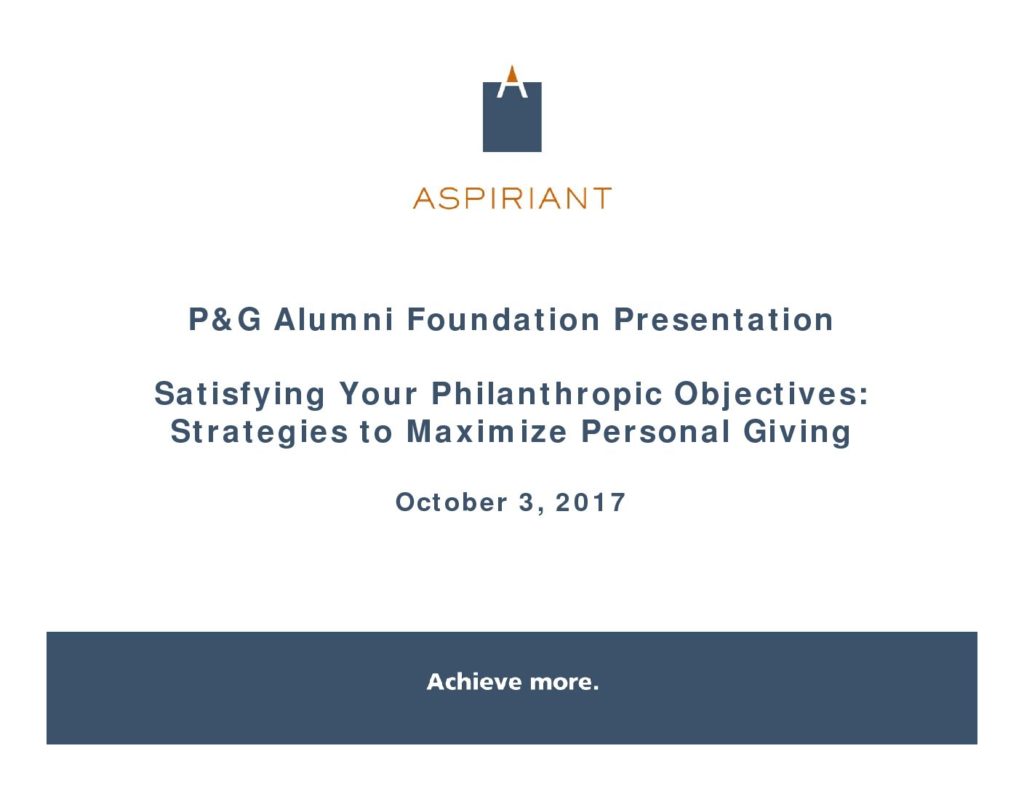 A
ASPIRIANT
P&G Alumni Foundation Presentation
Satisfying Your Philanthropic Objectives:
Strategies to Maximize Personal Giving
October 3, 2017
Achieve more.